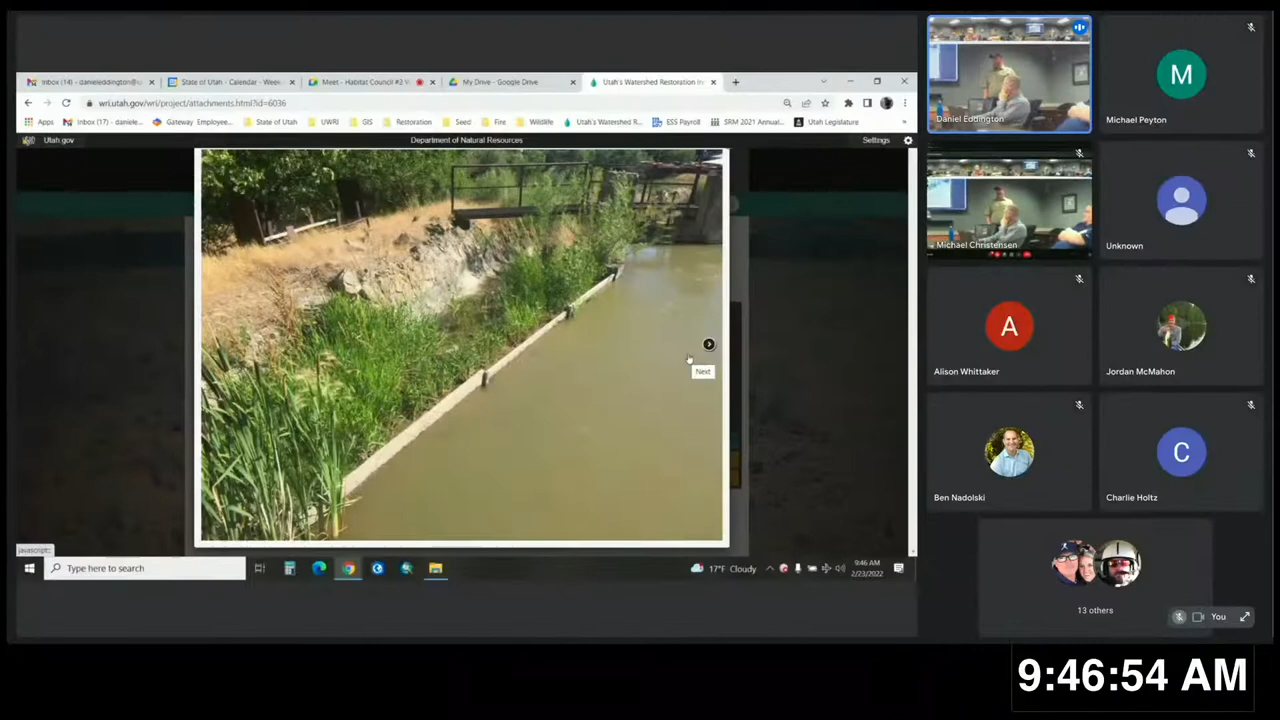 Inbox (14) - danieleddington@u
State of Utah - Calendar - Week
Meet - Habitat Council #2 V
My Drive - Google Drive
Utah's Watershed Restoration In
wri.utah.gov/wri/project/attachments.html?id=6036
Apps
Inbox (17) - daniele...
Gateway Employee...
State of Utah
UWRI
GIS
Restoration
Seed
Fire
Wildlife
Utah's Watershed R...
ESS Payroll
SRM 2021 Annual...
Utah Legislature
Utah.gov
Department of Natural Resources
Settings
Next
javascript:;
Type here to search
17°F Cloudy
9:46 AM
2/23/2022
Daniel Eddington
M
Michael Peyton
Michael Christensen
Unknown
A
Alison Whittaker
Jordan McMahon
Ben Nadolski
C
Charlie Holtz
13 others
You
9:46:54 AM